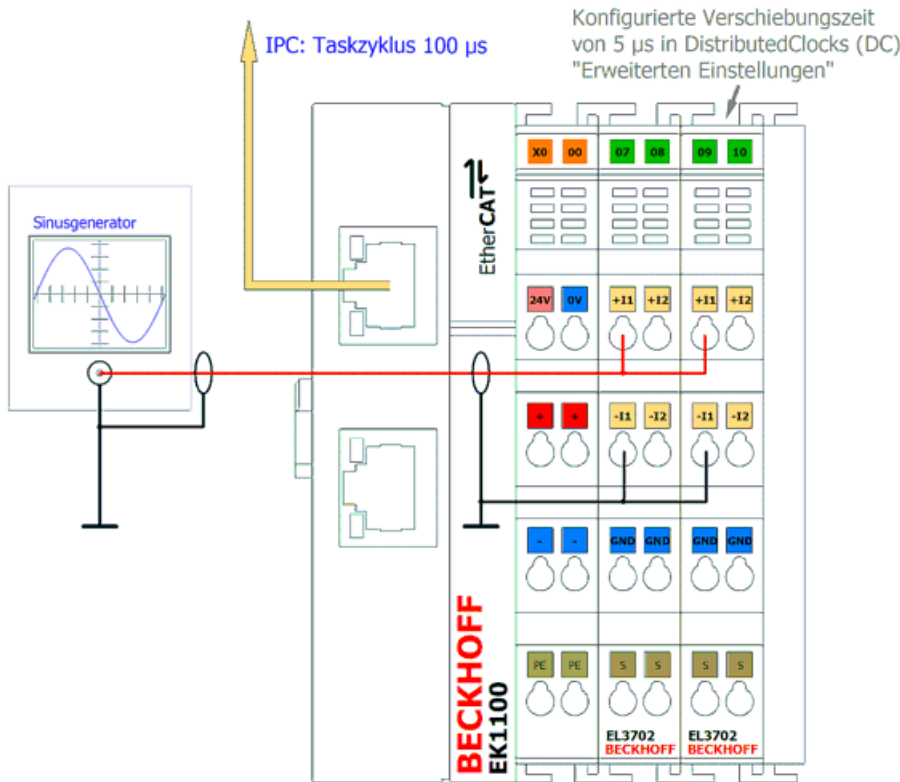 Konfigurierte Verschiebungszeit
von 5 µs in DistributedClocks (DC)
"Erweiterten Einstellungen"
IPC: Taskzyklus 100 µs
Sinusgenerator
EtherCAT
X0 00 07 08 09 10
24V 0V +I1 +I2 +I1 +I2
+ + -I1 -I2 -I1 -I2
- - GND GND GND GND
PE PE S S S S
BECKHOFF
EK1100
EL3702
BECKHOFF
EL3702
BECKHOFF